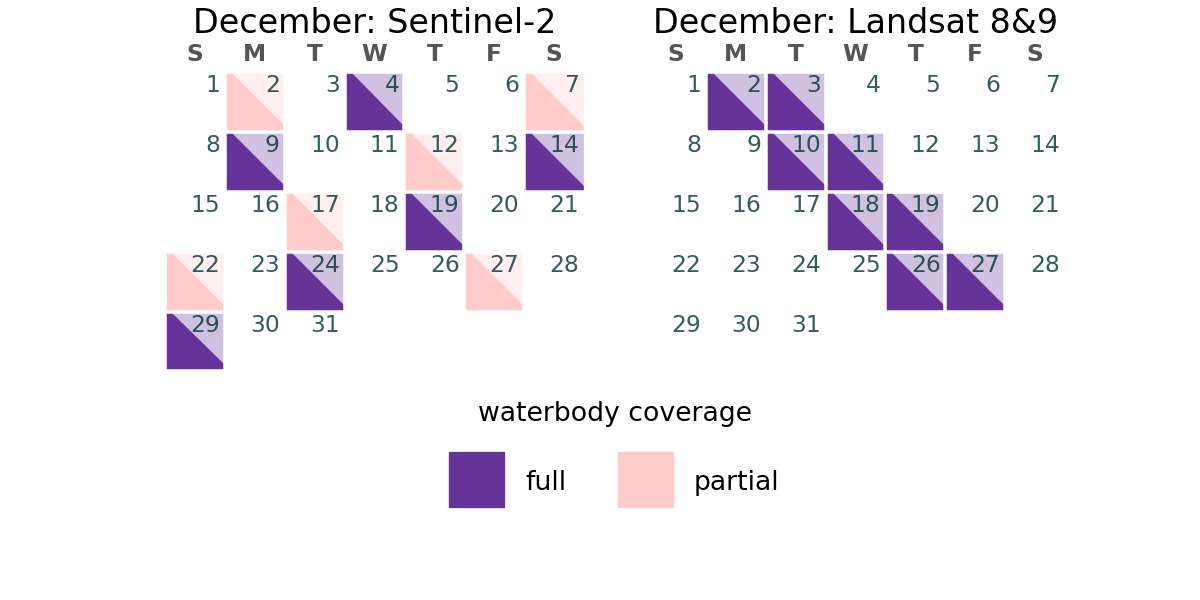 December: Sentinel-2
S M T W T F S
1 2 3 4 5 6 7
8 9 10 11 12 13 14
15 16 17 18 19 20 21
22 23 24 25 26 27 28
29 30 31
December: Landsat 8&9
S M T W T F S
1 2 3 4 5 6 7
8 9 10 11 12 13 14
15 16 17 18 19 20 21
22 23 24 25 26 27 28
29 30 31
waterbody coverage
full partial